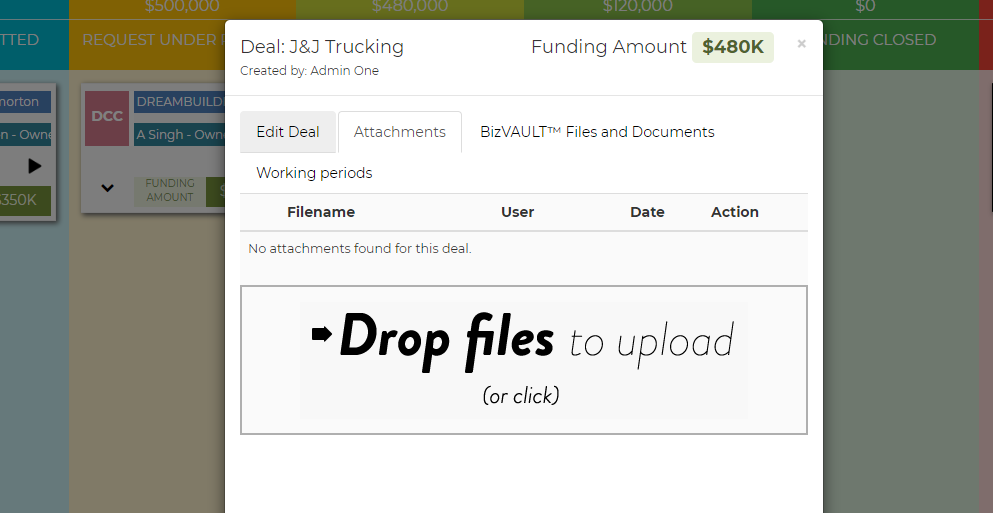 $500,000
$480,000
$120,000
$0
TTED
REQUEST UNDER
NDING CLOSED
Deal: J&J Trucking
Funding Amount $480K
×
Created by: Admin One
norton
DCC
DREAMBUILD
n - Owne
A Singh - Own
$350K
FUNDING
AMOUNT
$
Edit Deal
Attachments
BizVAULT™ Files and Documents
Working periods
Filename
User
Date
Action
No attachments found for this deal.
Drop files to upload
(or click)